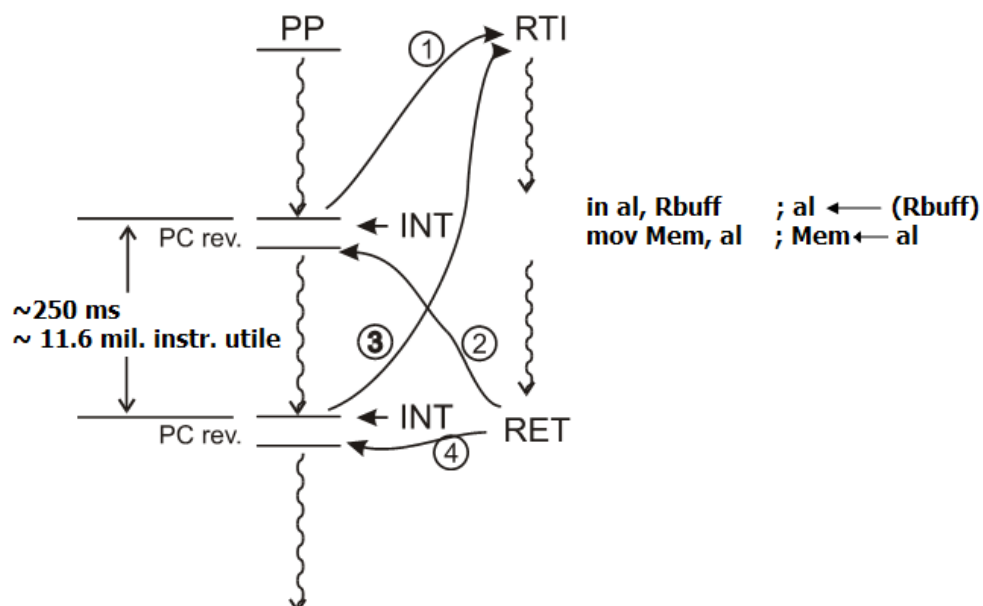 PP
RTI
1
in al, Rbuff ; al ← (Rbuff)
mov Mem, al ; Mem ← al
INT
PC rev.
~250 ms
~ 11.6 mil. instr. utile
3
2
INT
PC rev.
RET
4